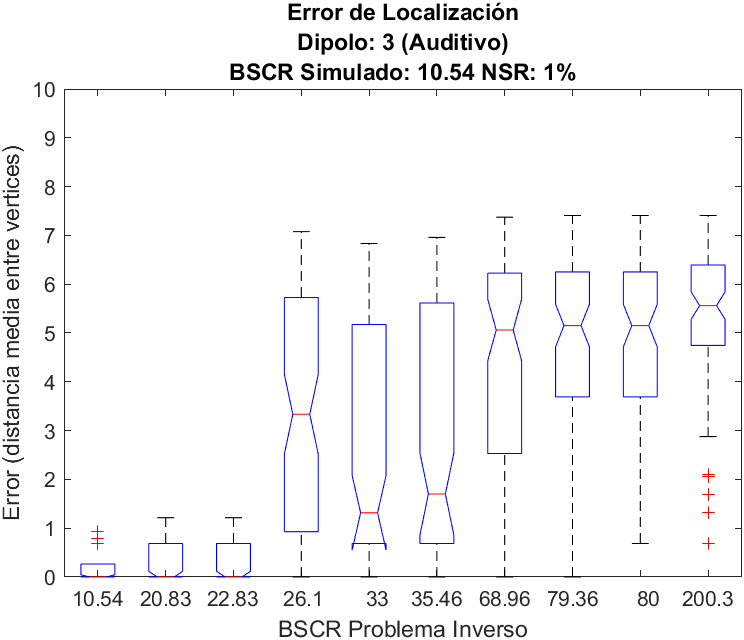 Error de Localización
Dipolo: 3 (Auditivo)
BSCR Simulado: 10.54 NSR: 1%
Error (distancia media entre vertices)
10
9
8
7
6
5
4
3
2
1
0
10.54 20.83 22.83 26.1 33 35.46 68.96 79.36 80 200.3
BSCR Problema Inverso